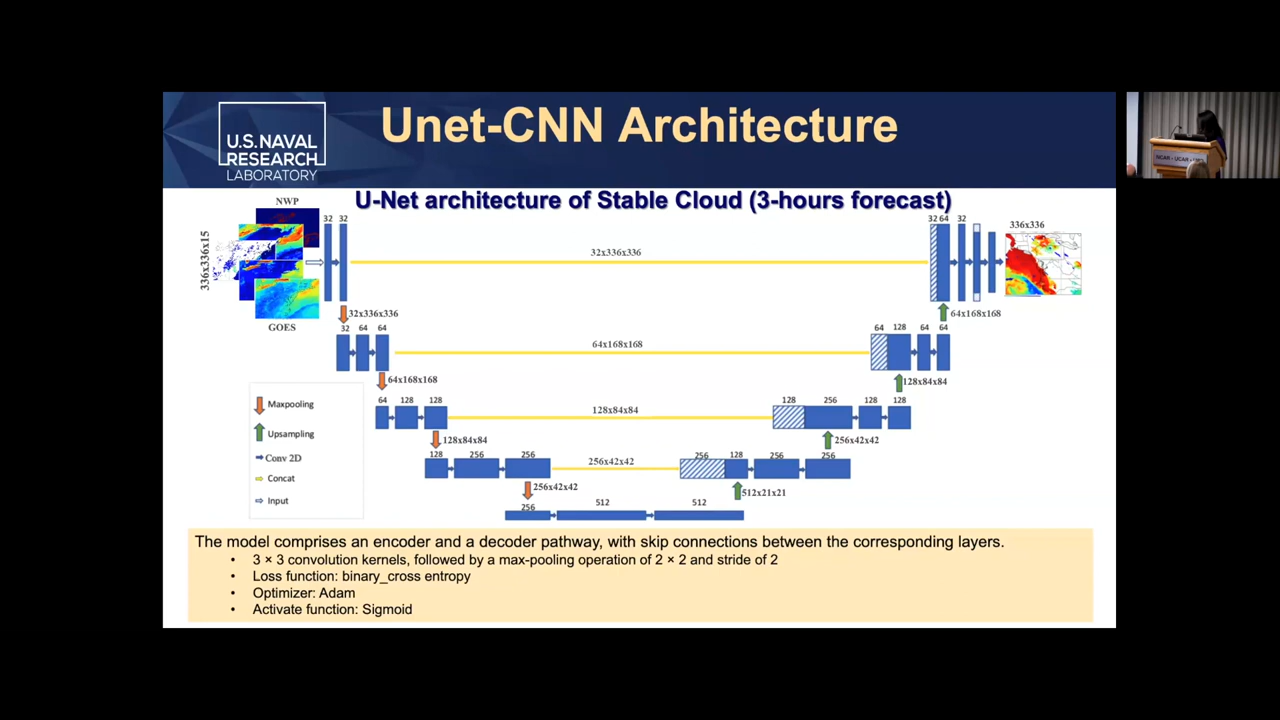 Unet-CNN Architecture
U.S. NAVAL
RESEARCH
LABORATORY
U-Net architecture of Stable Cloud (3-hours forecast)
NWP
336x336x15
GOES
32 32
32x336x336
32 64 32
336x336
32x336x336
64x168x168
32 64 64
64x168x168
64 128 64 64
64x168x168
128x84x84
64 128 128
128x84x84
128 256 128 128
128x84x84
256x42x42
128 256 256
256x42x42
256 128 256 256
256x42x42
512x21x21
256 512 512
Maxpooling
Upsampling
Conv 2D
Concat
Input
The model comprises an encoder and a decoder pathway, with skip connections between the corresponding layers.
• 3 × 3 convolution kernels, followed by a max-pooling operation of 2 × 2 and stride of 2
• Loss function: binary_cross entropy
• Optimizer: Adam
• Activate function: Sigmoid